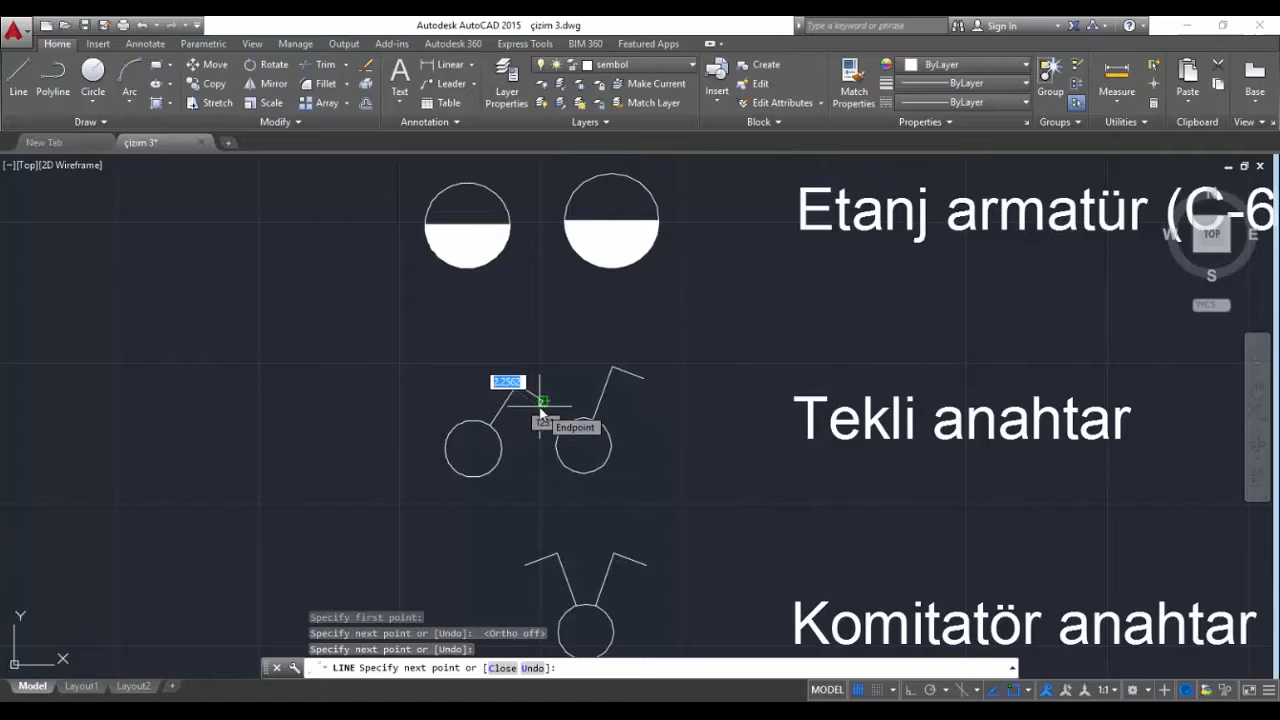 Autodesk AutoCAD 2015 çizim 3.dwg
Type a keyword or phrase
Sign In
Home Insert Annotate Parametric View Manage Output Add-ins Autodesk 360 Express Tools BIM 360 Featured Apps
Line Polyline Circle Arc
Move Rotate Trim
Copy Mirror Fillet
Stretch Scale Array
Text Linear
Leader
Table
Layer Properties
sembol
Make Current
Match Layer
Insert Create
Edit
Edit Attributes
Match Properties
ByLayer
ByLayer
ByLayer
Group Measure Paste Base
Draw Modify Annotation Layers Block Properties Groups Utilities Clipboard View
New Tab çizim 3*
[−][Top][2D Wireframe]
Etanj armatür (C-6
N
W TOP E
S
WCS
2.2562
Endpoint
Tekli anahtar
Komitatör anahtar
Y
X
Specify first point:
Specify next point or [Undo]: <Ortho off>
Specify next point or [Undo]:
LINE Specify next point or [Close Undo]:
Model Layout1 Layout2
MODEL 1:1